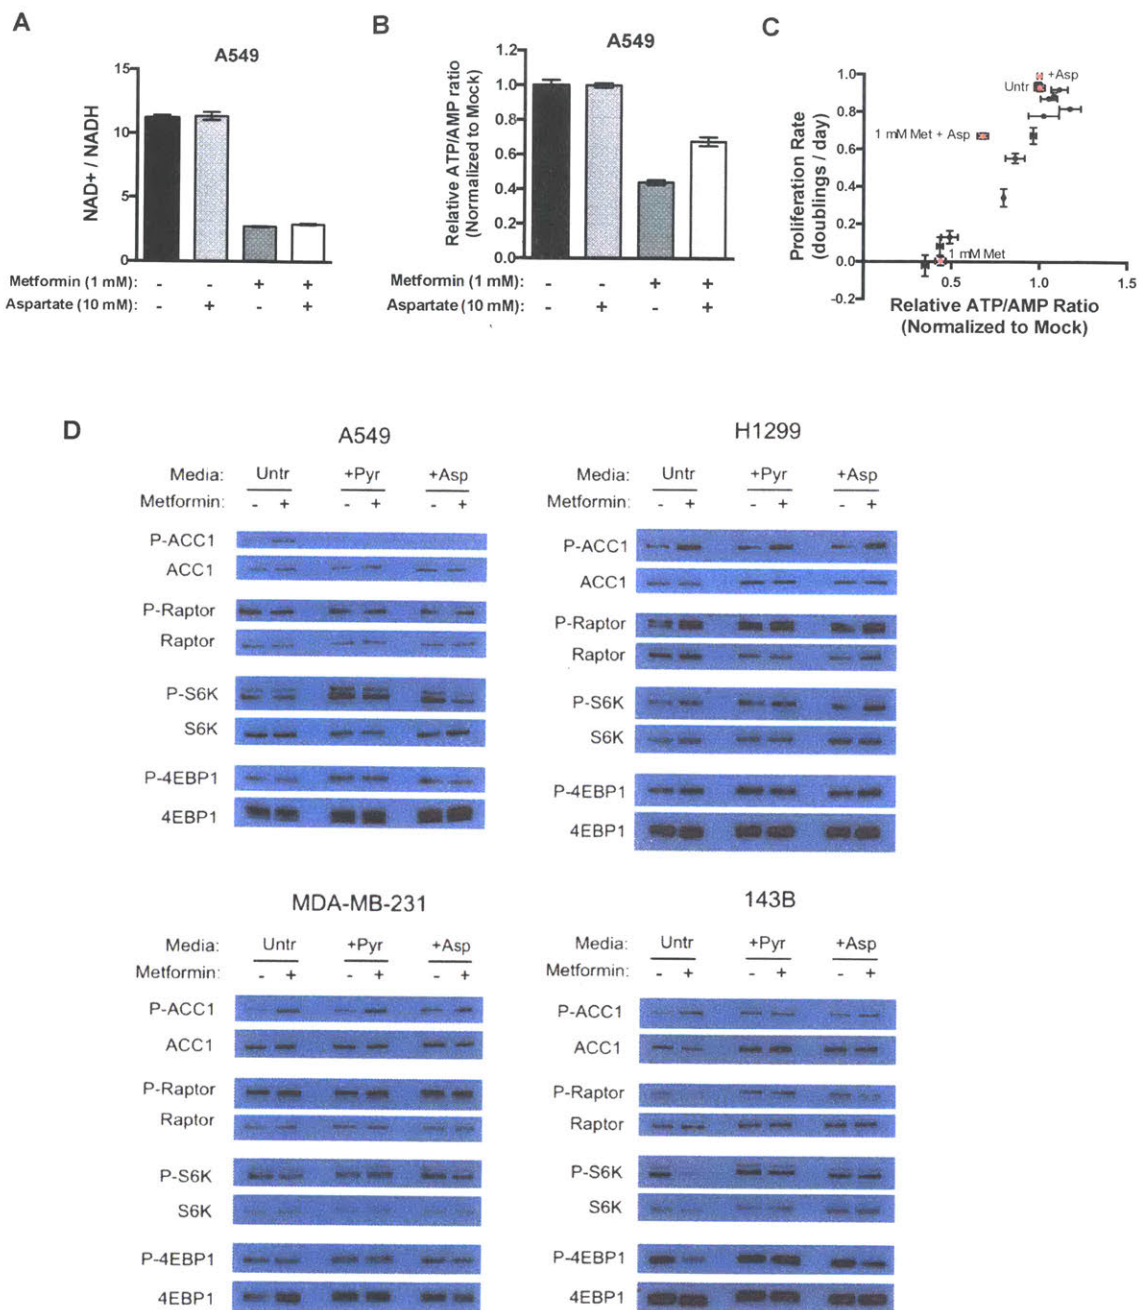 A
A549
NAD+ / NADH
15
10
5
0
Metformin (1 mM): - - + +
Aspartate (10 mM): - + - +
B
A549
Relative ATP/AMP ratio
(Normalized to Mock)
1.2
1.0
0.8
0.6
0.4
0.2
0.0
Metformin (1 mM): - - + +
Aspartate (10 mM): - + - +
C
Proliferation Rate
(doublings / day)
1.0
0.8
0.6
0.4
0.2
0.0
-0.2
+Asp
Untr
1 mM Met + Asp
1 mM Met
0.5 1.0 1.5
Relative ATP/AMP Ratio
(Normalized to Mock)
D
A549
Media: Untr +Pyr +Asp
Metformin: - + - + - +
P-ACC1
ACC1
P-Raptor
Raptor
P-S6K
S6K
P-4EBP1
4EBP1
H1299
Media: Untr +Pyr +Asp
Metformin: - + - + - +
P-ACC1
ACC1
P-Raptor
Raptor
P-S6K
S6K
P-4EBP1
4EBP1
MDA-MB-231
Media: Untr +Pyr +Asp
Metformin: - + - + - +
P-ACC1
ACC1
P-Raptor
Raptor
P-S6K
S6K
P-4EBP1
4EBP1
143B
Media: Untr +Pyr +Asp
Metformin: - + - + - +
P-ACC1
ACC1
P-Raptor
Raptor
P-S6K
S6K
P-4EBP1
4EBP1